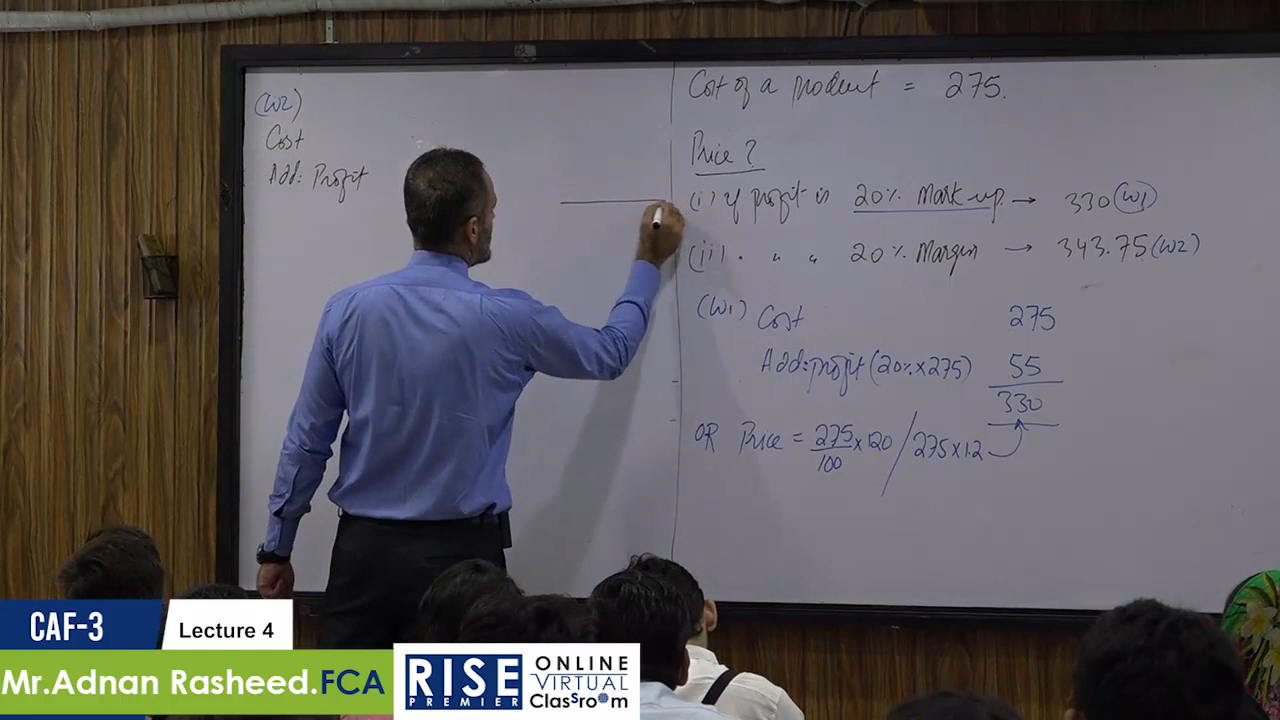 (W2)
Cost
Add: Profit
Cost of a product = 275.
Price ?
(i) if profit is 20% Mark-up → 330 (W1)
(ii) " " " 20% Margin → 343.75 (W2)
(W1) Cost 275
Add: profit (20% x 275) 55
330
OR Price = 275/100 x 120 / 275 x 1.2
CAF-3
Lecture 4
Mr.Adnan Rasheed.FCA
RISE PREMIER
ONLINE VIRTUAL Classroom